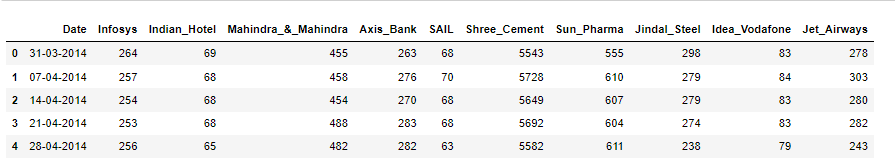 Date Infosys Indian_Hotel Mahindra_&_Mahindra Axis_Bank SAIL Shree_Cement Sun_Pharma Jindal_Steel Idea_Vodafone Jet_Airways
0 31-03-2014 264 69 455 263 68 5543 555 298 83 278
1 07-04-2014 257 68 458 276 70 5728 610 279 84 303
2 14-04-2014 254 68 454 270 68 5649 607 279 83 280
3 21-04-2014 253 68 488 283 68 5692 604 274 83 282
4 28-04-2014 256 65 482 282 63 5582 611 238 79 243